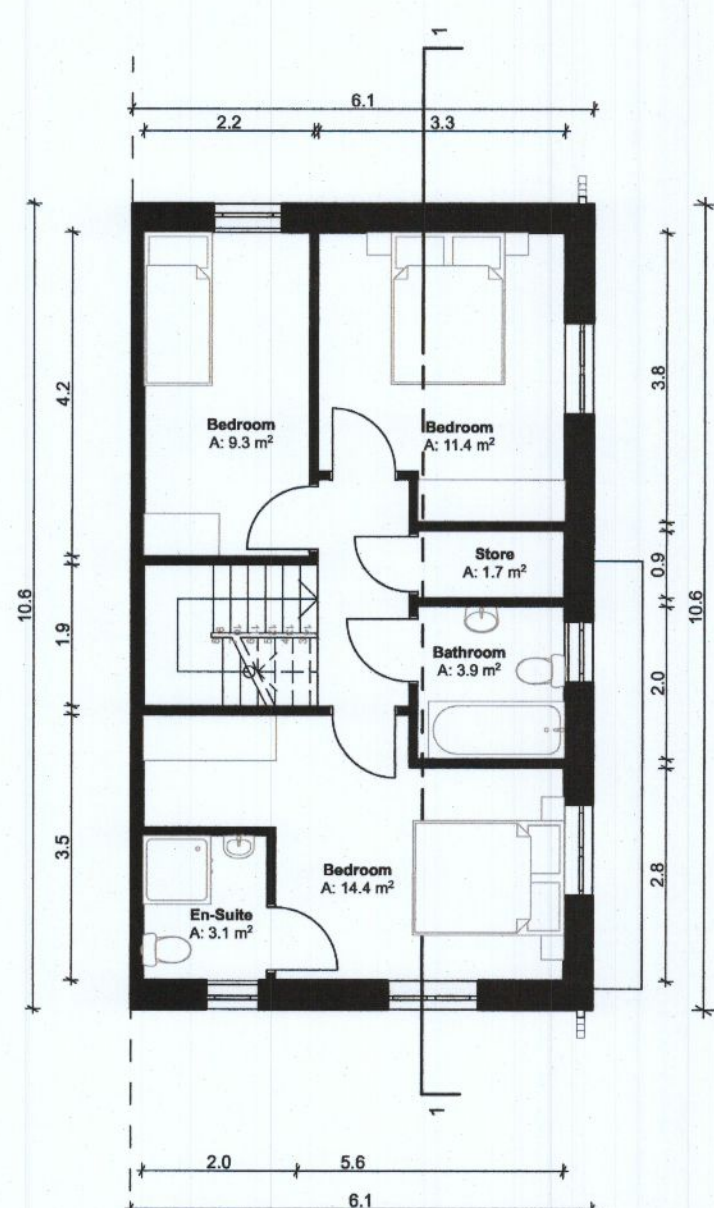 1
6.1
2.2
3.3
4.2
3.8
Bedroom
A: 9.3 m²
Bedroom
A: 11.4 m²
Store
A: 1.7 m²
0.9
10.6
10.6
1.9
Bathroom
A: 3.9 m²
2.0
3.5
Bedroom
A: 14.4 m²
2.8
En-Suite
A: 3.1 m²
1
2.0
5.6
6.1